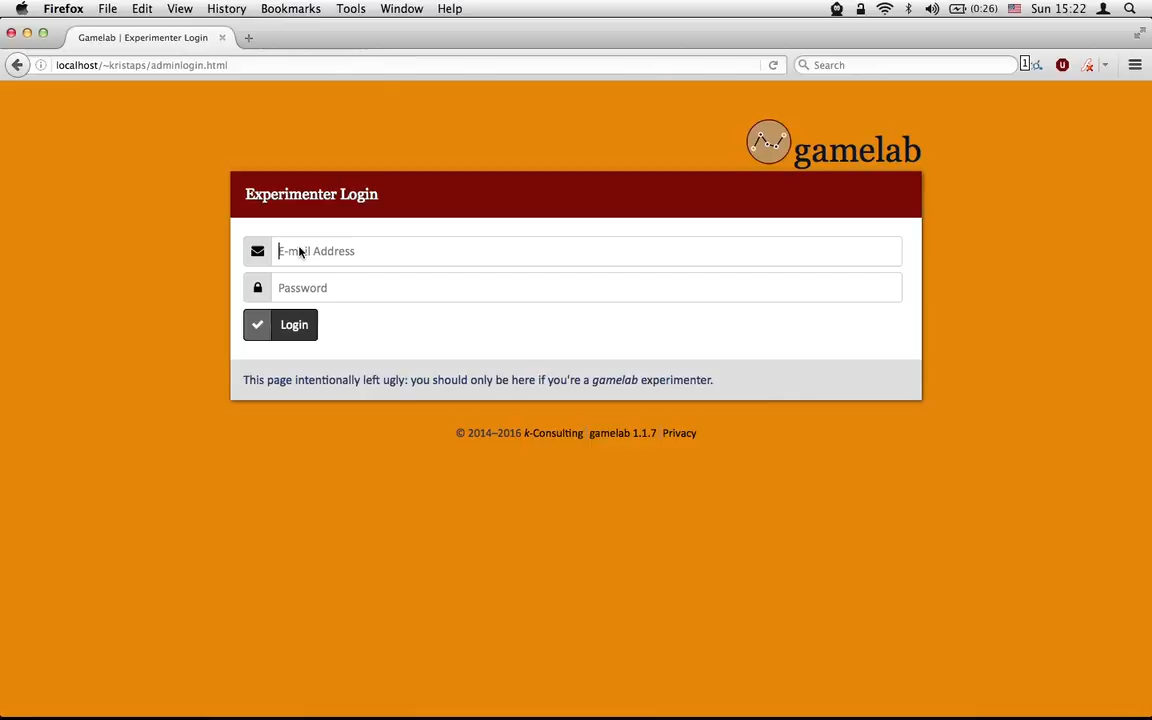 Firefox File Edit View History Bookmarks Tools Window Help (0:26) Sun 15:22
Gamelab | Experimenter Login
localhost/~kristaps/adminlogin.html Search 1
gamelab
Experimenter Login
E-mail Address
Password
Login
This page intentionally left ugly: you should only be here if you're a gamelab experimenter.
© 2014–2016 k-Consulting gamelab 1.1.7 Privacy